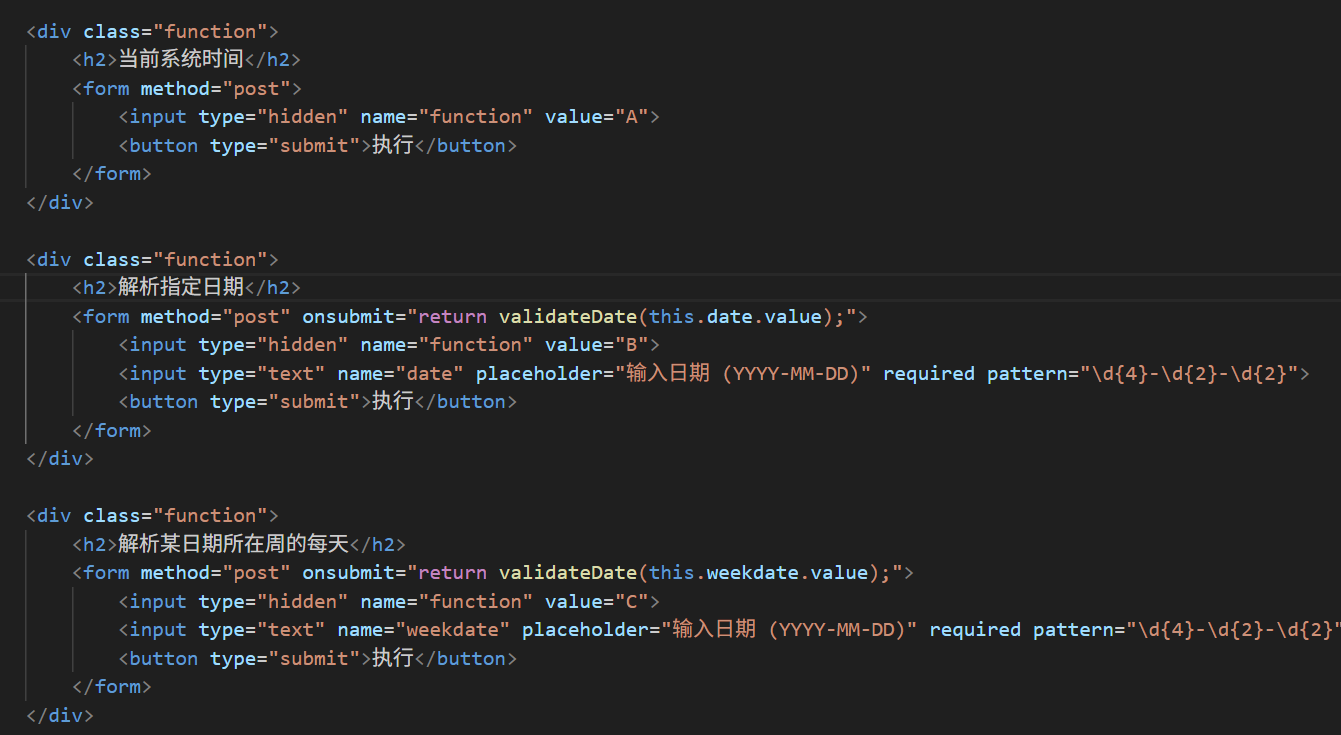 <div class="function">
<h2>当前系统时间</h2>
<form method="post">
<input type="hidden" name="function" value="A">
<button type="submit">执行</button>
</form>
</div>
<div class="function">
<h2>解析指定日期</h2>
<form method="post" onsubmit="return validateDate(this.date.value);">
<input type="hidden" name="function" value="B">
<input type="text" name="date" placeholder="输入日期 (YYYY-MM-DD)" required pattern="\d{4}-\d{2}-\d{2}">
<button type="submit">执行</button>
</form>
</div>
<div class="function">
<h2>解析某日期所在周的每天</h2>
<form method="post" onsubmit="return validateDate(this.weekdate.value);">
<input type="hidden" name="function" value="C">
<input type="text" name="weekdate" placeholder="输入日期 (YYYY-MM-DD)" required pattern="\d{4}-\d{2}-\d{2}"
<button type="submit">执行</button>
</form>
</div>